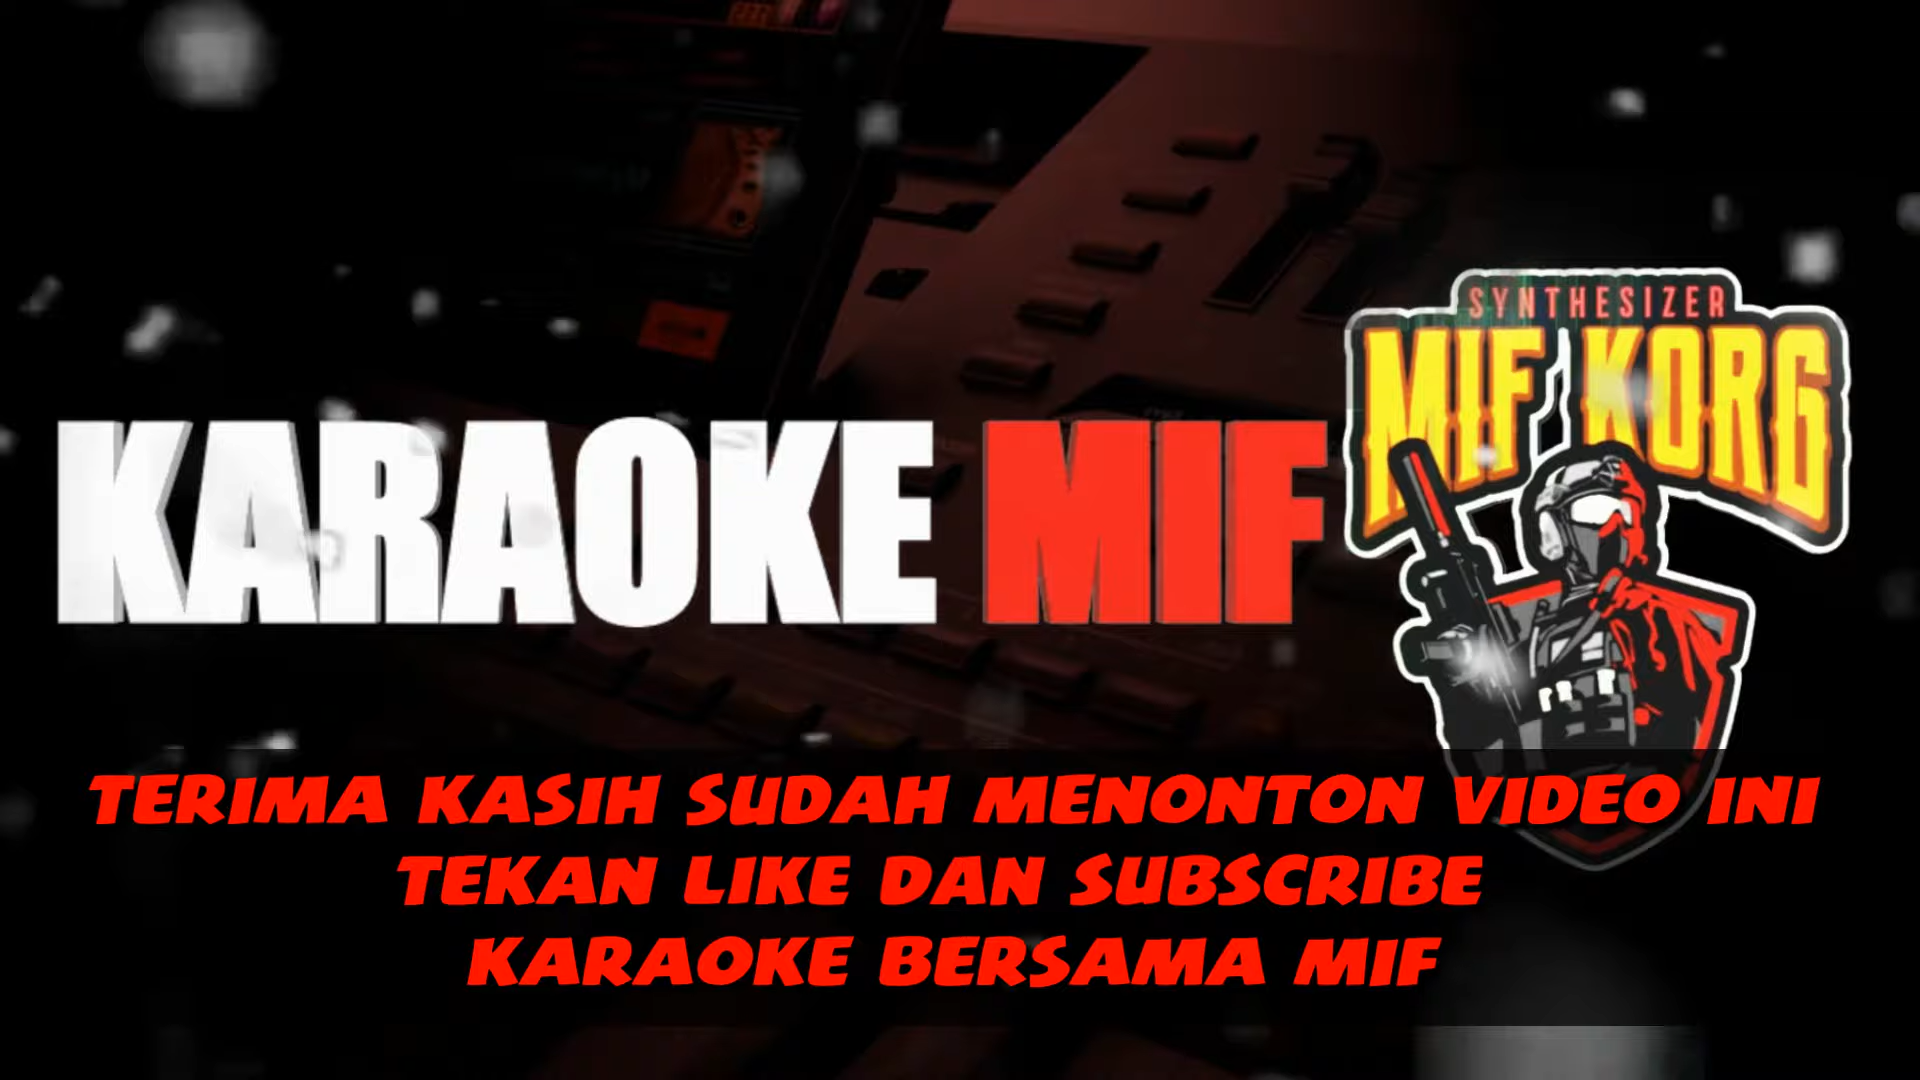 SYNTHESIZER
MIF KORG
KARAOKE MIF
TERIMA KASIH SUDAH MENONTON VIDEO INI
TEKAN LIKE DAN SUBSCRIBE
KARAOKE BERSAMA MIF